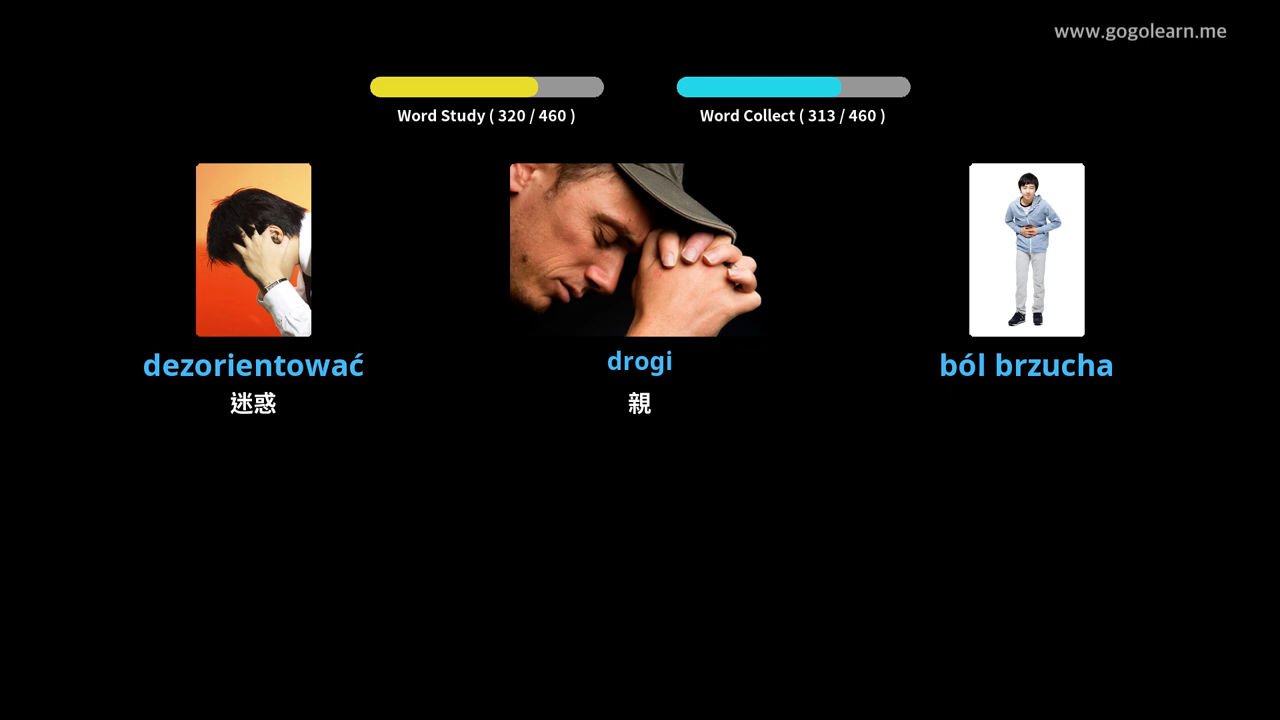 www.gogolearn.me
Word Study ( 320 / 460 )
Word Collect ( 313 / 460 )
dezorientować
迷惑
drogi
親
ból brzucha